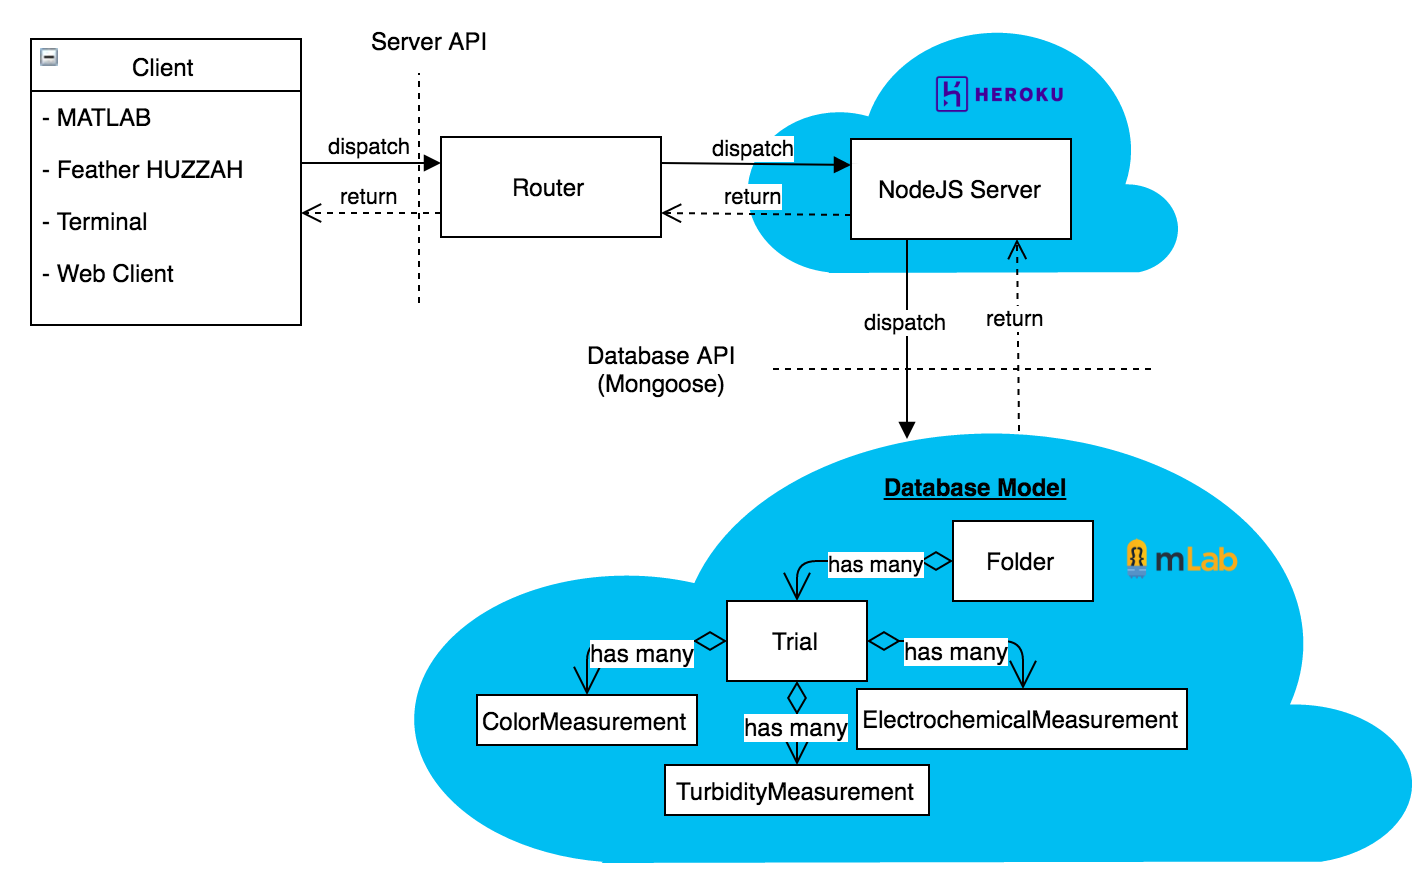 Server API
Client
- MATLAB
- Feather HUZZAH
- Terminal
- Web Client
dispatch
return
Router
dispatch
return
HEROKU
NodeJS Server
dispatch
return
Database API
(Mongoose)
Database Model
Folder
mLab
has many
Trial
has many
has many
has many
ColorMeasurement
ElectrochemicalMeasurement
TurbidityMeasurement